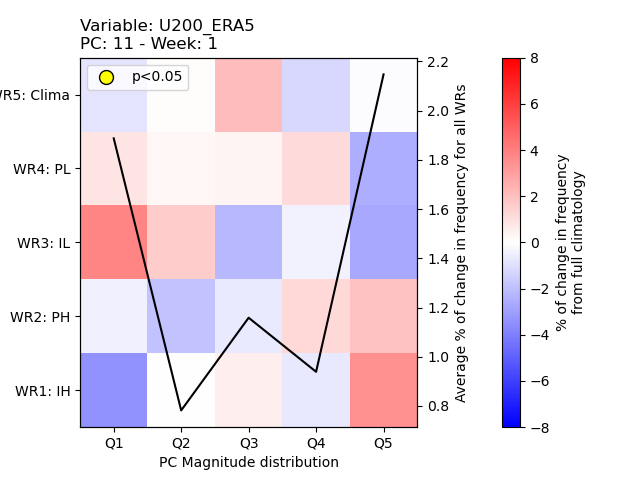 Variable: U200_ERA5
PC: 11 - Week: 1
p<0.05
WR5: Clima
WR4: PL
WR3: IL
WR2: PH
WR1: IH
Q1 Q2 Q3 Q4 Q5
PC Magnitude distribution
2.2
2.0
1.8
1.6
1.4
1.2
1.0
0.8
Average % of change in frequency for all WRs
8
6
4
2
0
−2
−4
−6
−8
% of change in frequency
from full climatology